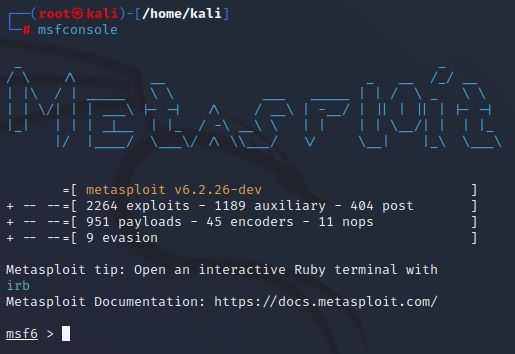 ┌──(root㉿kali)-[/home/kali]
└─# msfconsole
METASPLOIT
=[ metasploit v6.2.26-dev ]
+ -- --=[ 2264 exploits - 1189 auxiliary - 404 post ]
+ -- --=[ 951 payloads - 45 encoders - 11 nops ]
+ -- --=[ 9 evasion ]
Metasploit tip: Open an interactive Ruby terminal with
irb
Metasploit Documentation: https://docs.metasploit.com/
msf6 >